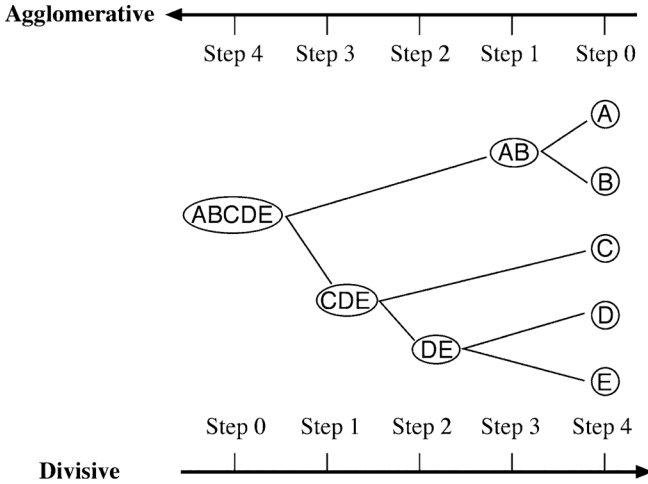 Agglomerative
Step 4 Step 3 Step 2 Step 1 Step 0
A
AB
B
ABCDE
C
CDE
D
DE
E
Step 0 Step 1 Step 2 Step 3 Step 4
Divisive